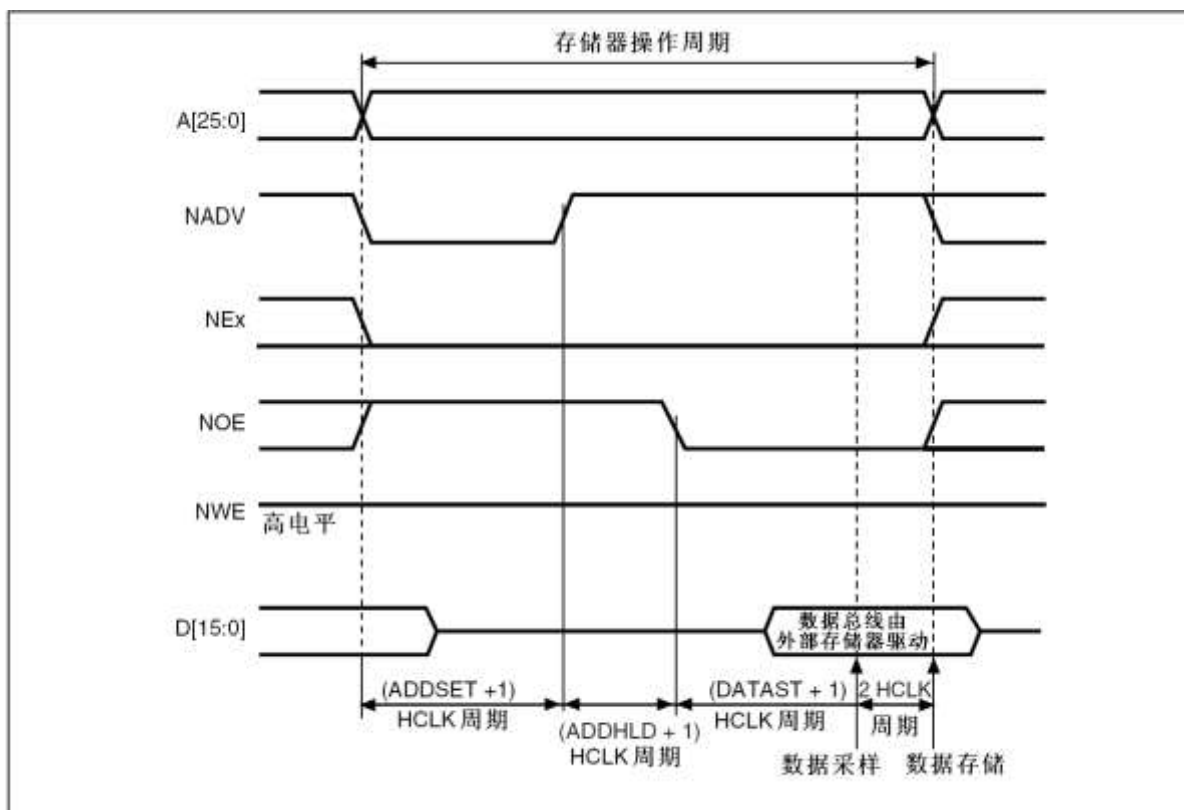 存储器操作周期
A[25:0]
NADV
NEx
NOE
NWE
高电平
D[15:0]
数据总线由
外部存储器驱动
(ADDSET +1)
HCLK 周期
(ADDHLD + 1)
HCLK 周期
(DATAST + 1)
HCLK 周期
2 HCLK
周期
数据采样
数据存储